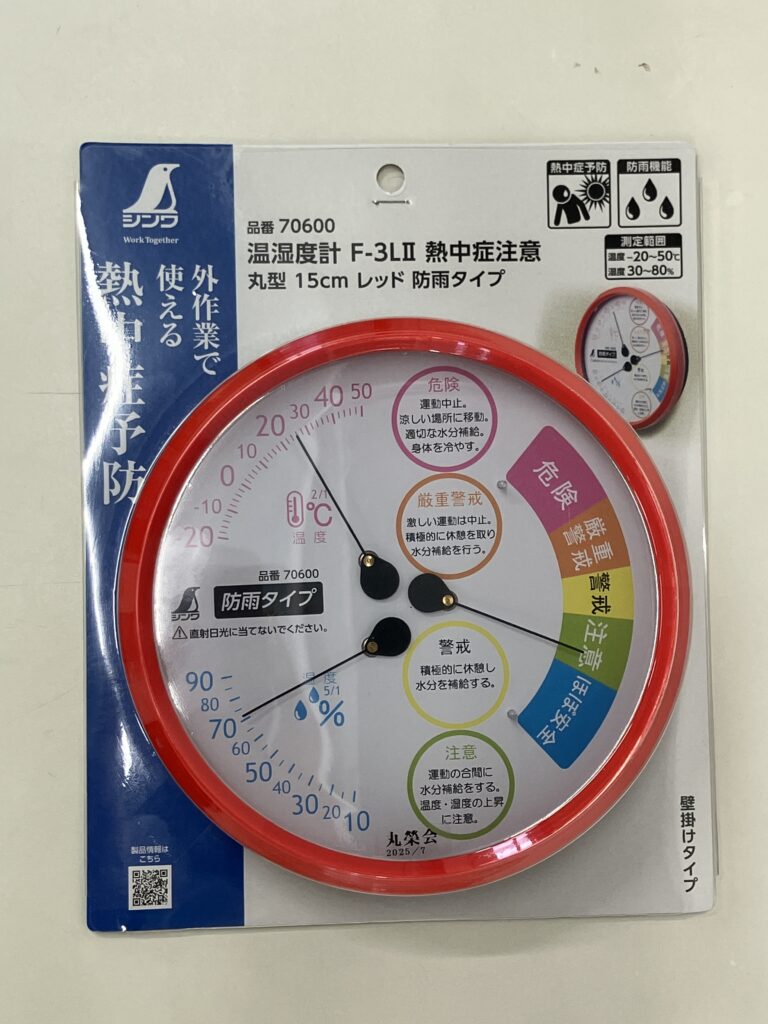 シンワ
Work Together
外作業で
使える
熱中症予防
製品情報は
こちら
品番 70600
温湿度計 F-3LⅡ 熱中症注意
丸型 15cm レッド 防雨タイプ
熱中症予防
防雨機能
測定範囲
温度 -20~50℃
湿度 30~80%
50
40
30
20
10
0
-10
-20
2/1
℃
温度
品番 70600
シンワ
防雨タイプ
直射日光に当てないでください。
湿度
5/1
%
90
80
70
60
50
40
30
20
10
危険
運動中止。
涼しい場所に移動。
適切な水分補給。
身体を冷やす。
厳重警戒
激しい運動は中止。
積極的に休憩を取り
水分補給を行う。
警戒
積極的に休憩し
水分を補給する。
注意
運動の合間に
水分補給をする。
温度・湿度の上昇
に注意。
危険
厳重
警戒
警戒
注意
ほぼ安全
丸榮会
2025/7
壁掛けタイプ